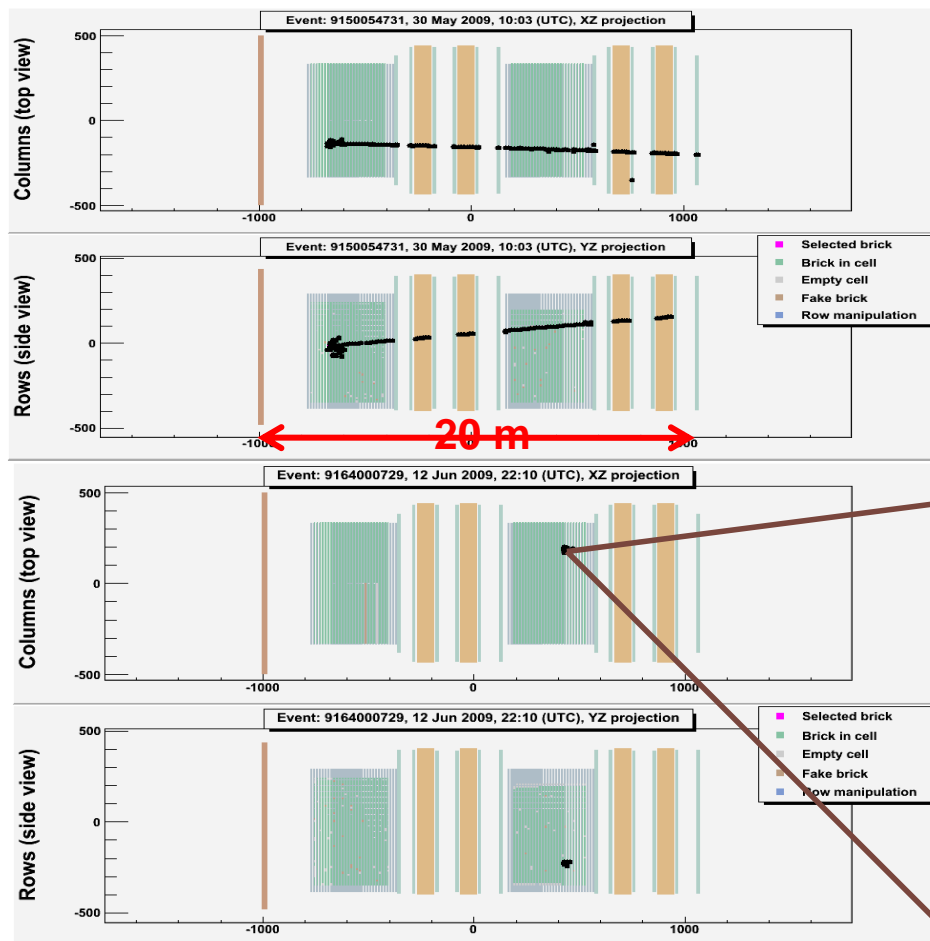 Event: 9150054731, 30 May 2009, 10:03 (UTC), XZ projection
Columns (top view)
500
0
-500
-1000
0
1000
Event: 9150054731, 30 May 2009, 10:03 (UTC), YZ projection
Rows (side view)
500
0
-500
-1000
0
1000
20 m
Selected brick
Brick in cell
Empty cell
Fake brick
Row manipulation
Event: 9164000729, 12 Jun 2009, 22:10 (UTC), XZ projection
Columns (top view)
500
0
-500
-1000
0
1000
Event: 9164000729, 12 Jun 2009, 22:10 (UTC), YZ projection
Rows (side view)
500
0
-500
-1000
0
1000
Selected brick
Brick in cell
Empty cell
Fake brick
Row manipulation